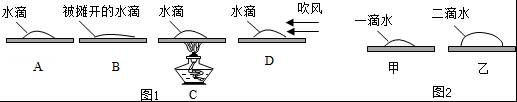 水滴 被摊开的水滴 水滴 水滴 吹风
A B C D
图1
一滴水 二滴水
甲 乙
图2